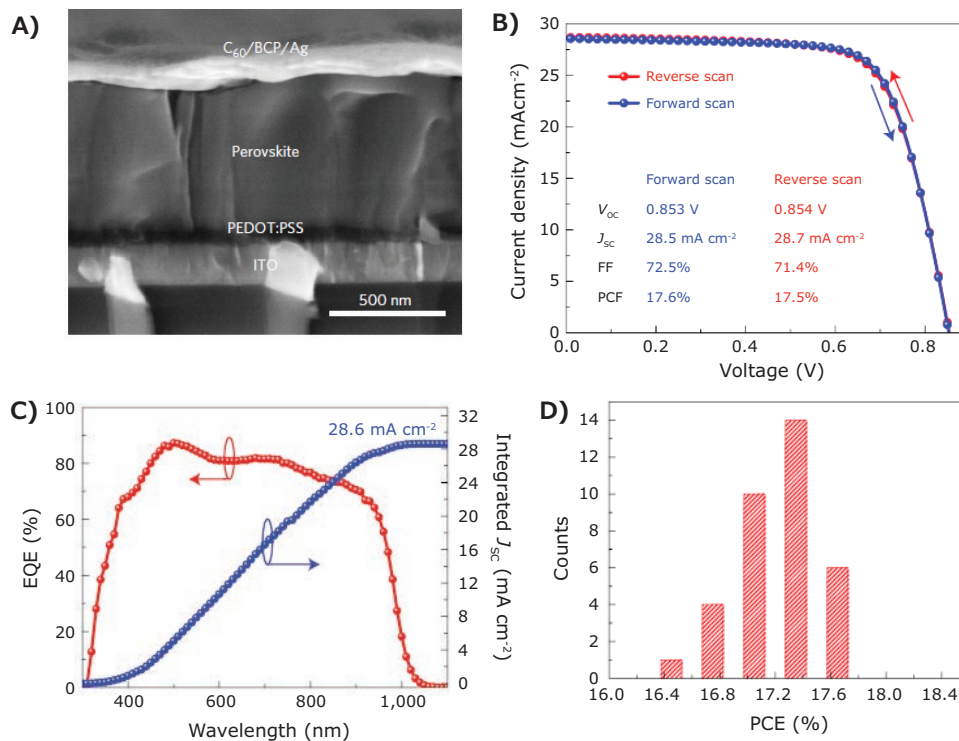 A)
C₆₀/BCP/Ag
Perovskite
PEDOT:PSS
ITO
500 nm
B)
30
25
20
15
10
5
0
Current density (mAcm⁻²)
Reverse scan
Forward scan
Forward scan Reverse scan
V_OC 0.853 V 0.854 V
J_SC 28.5 mA cm⁻² 28.7 mA cm⁻²
FF 72.5% 71.4%
PCF 17.6% 17.5%
0.0 0.2 0.4 0.6 0.8
Voltage (V)
C)
100
80
60
40
20
0
EQE (%)
28.6 mA cm⁻²
32
28
24
20
16
12
8
4
0
Integrated J_SC (mA cm⁻²)
400 600 800 1,000
Wavelength (nm)
D)
14
12
10
8
6
4
2
0
Counts
16.0 16.4 16.8 17.2 17.6 18.0 18.4
PCE (%)